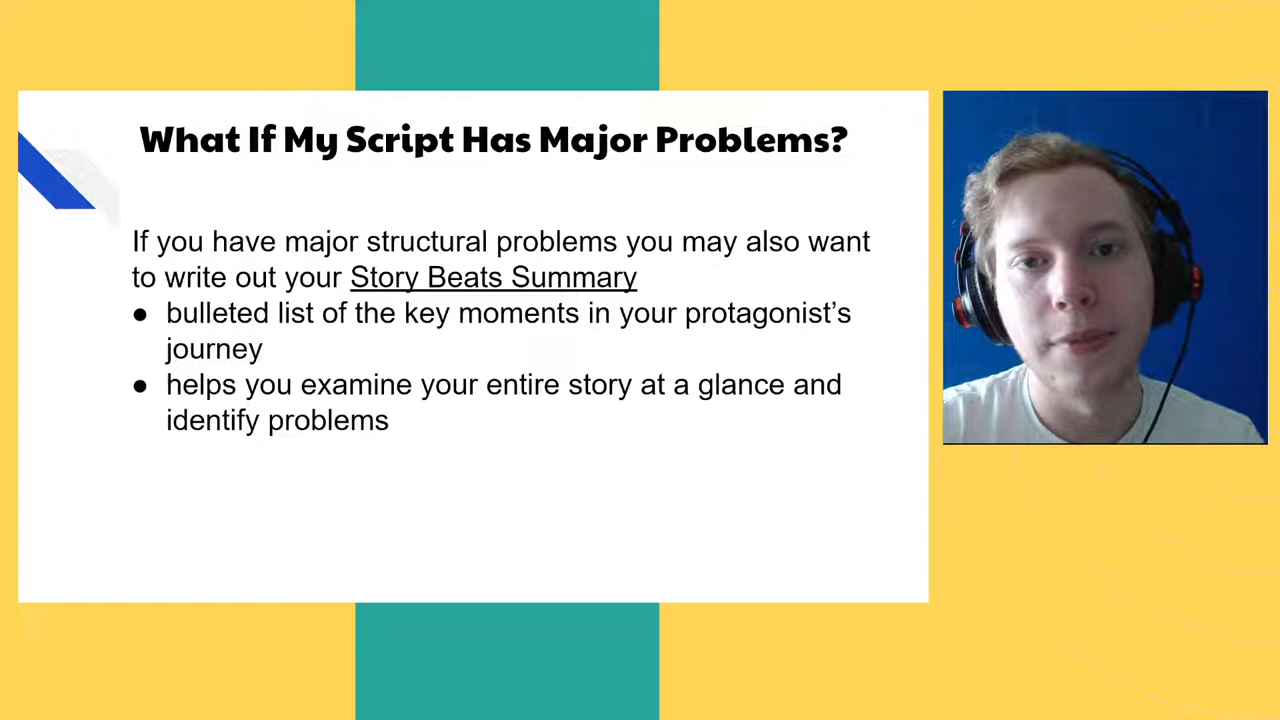 What If My Script Has Major Problems?
If you have major structural problems you may also want
to write out your Story Beats Summary
● bulleted list of the key moments in your protagonist’s
journey
● helps you examine your entire story at a glance and
identify problems